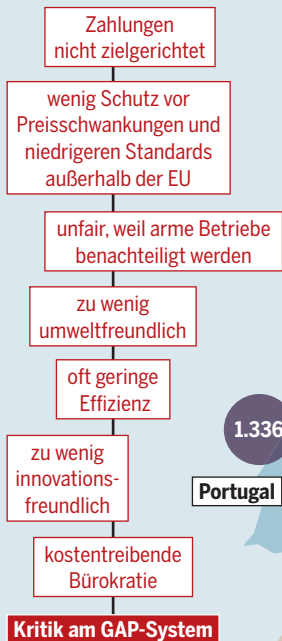 Zahlungen
nicht zielgerichtet
wenig Schutz vor
Preisschwankungen und
niedrigeren Standards
außerhalb der EU
unfair, weil arme Betriebe
benachteiligt werden
zu wenig
umweltfreundlich
oft geringe
Effizienz
zu wenig
innovations-
freundlich
kostentreibende
Bürokratie
Kritik am GAP-System
1.336
Portugal